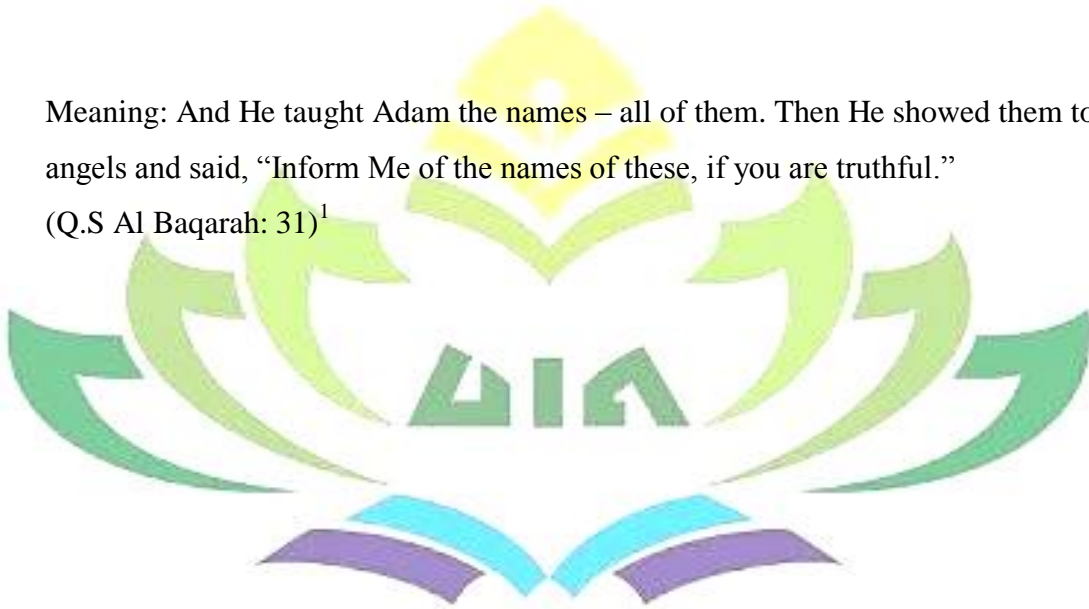 Meaning: And He taught Adam the names – all of them. Then He showed them to
angels and said, “Inform Me of the names of these, if you are truthful.”
(Q.S Al Baqarah: 31)1